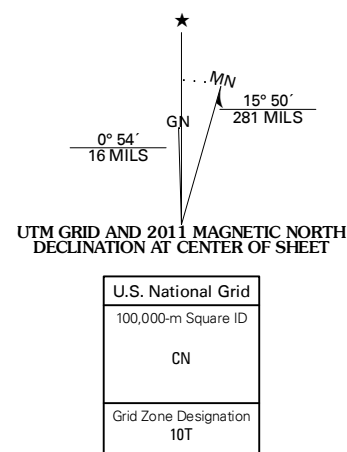 ★
MN
GN
15° 50´
281 MILS
0° 54´
16 MILS
UTM GRID AND 2011 MAGNETIC NORTH
DECLINATION AT CENTER OF SHEET
U.S. National Grid
100,000-m Square ID
CN
Grid Zone Designation
10T